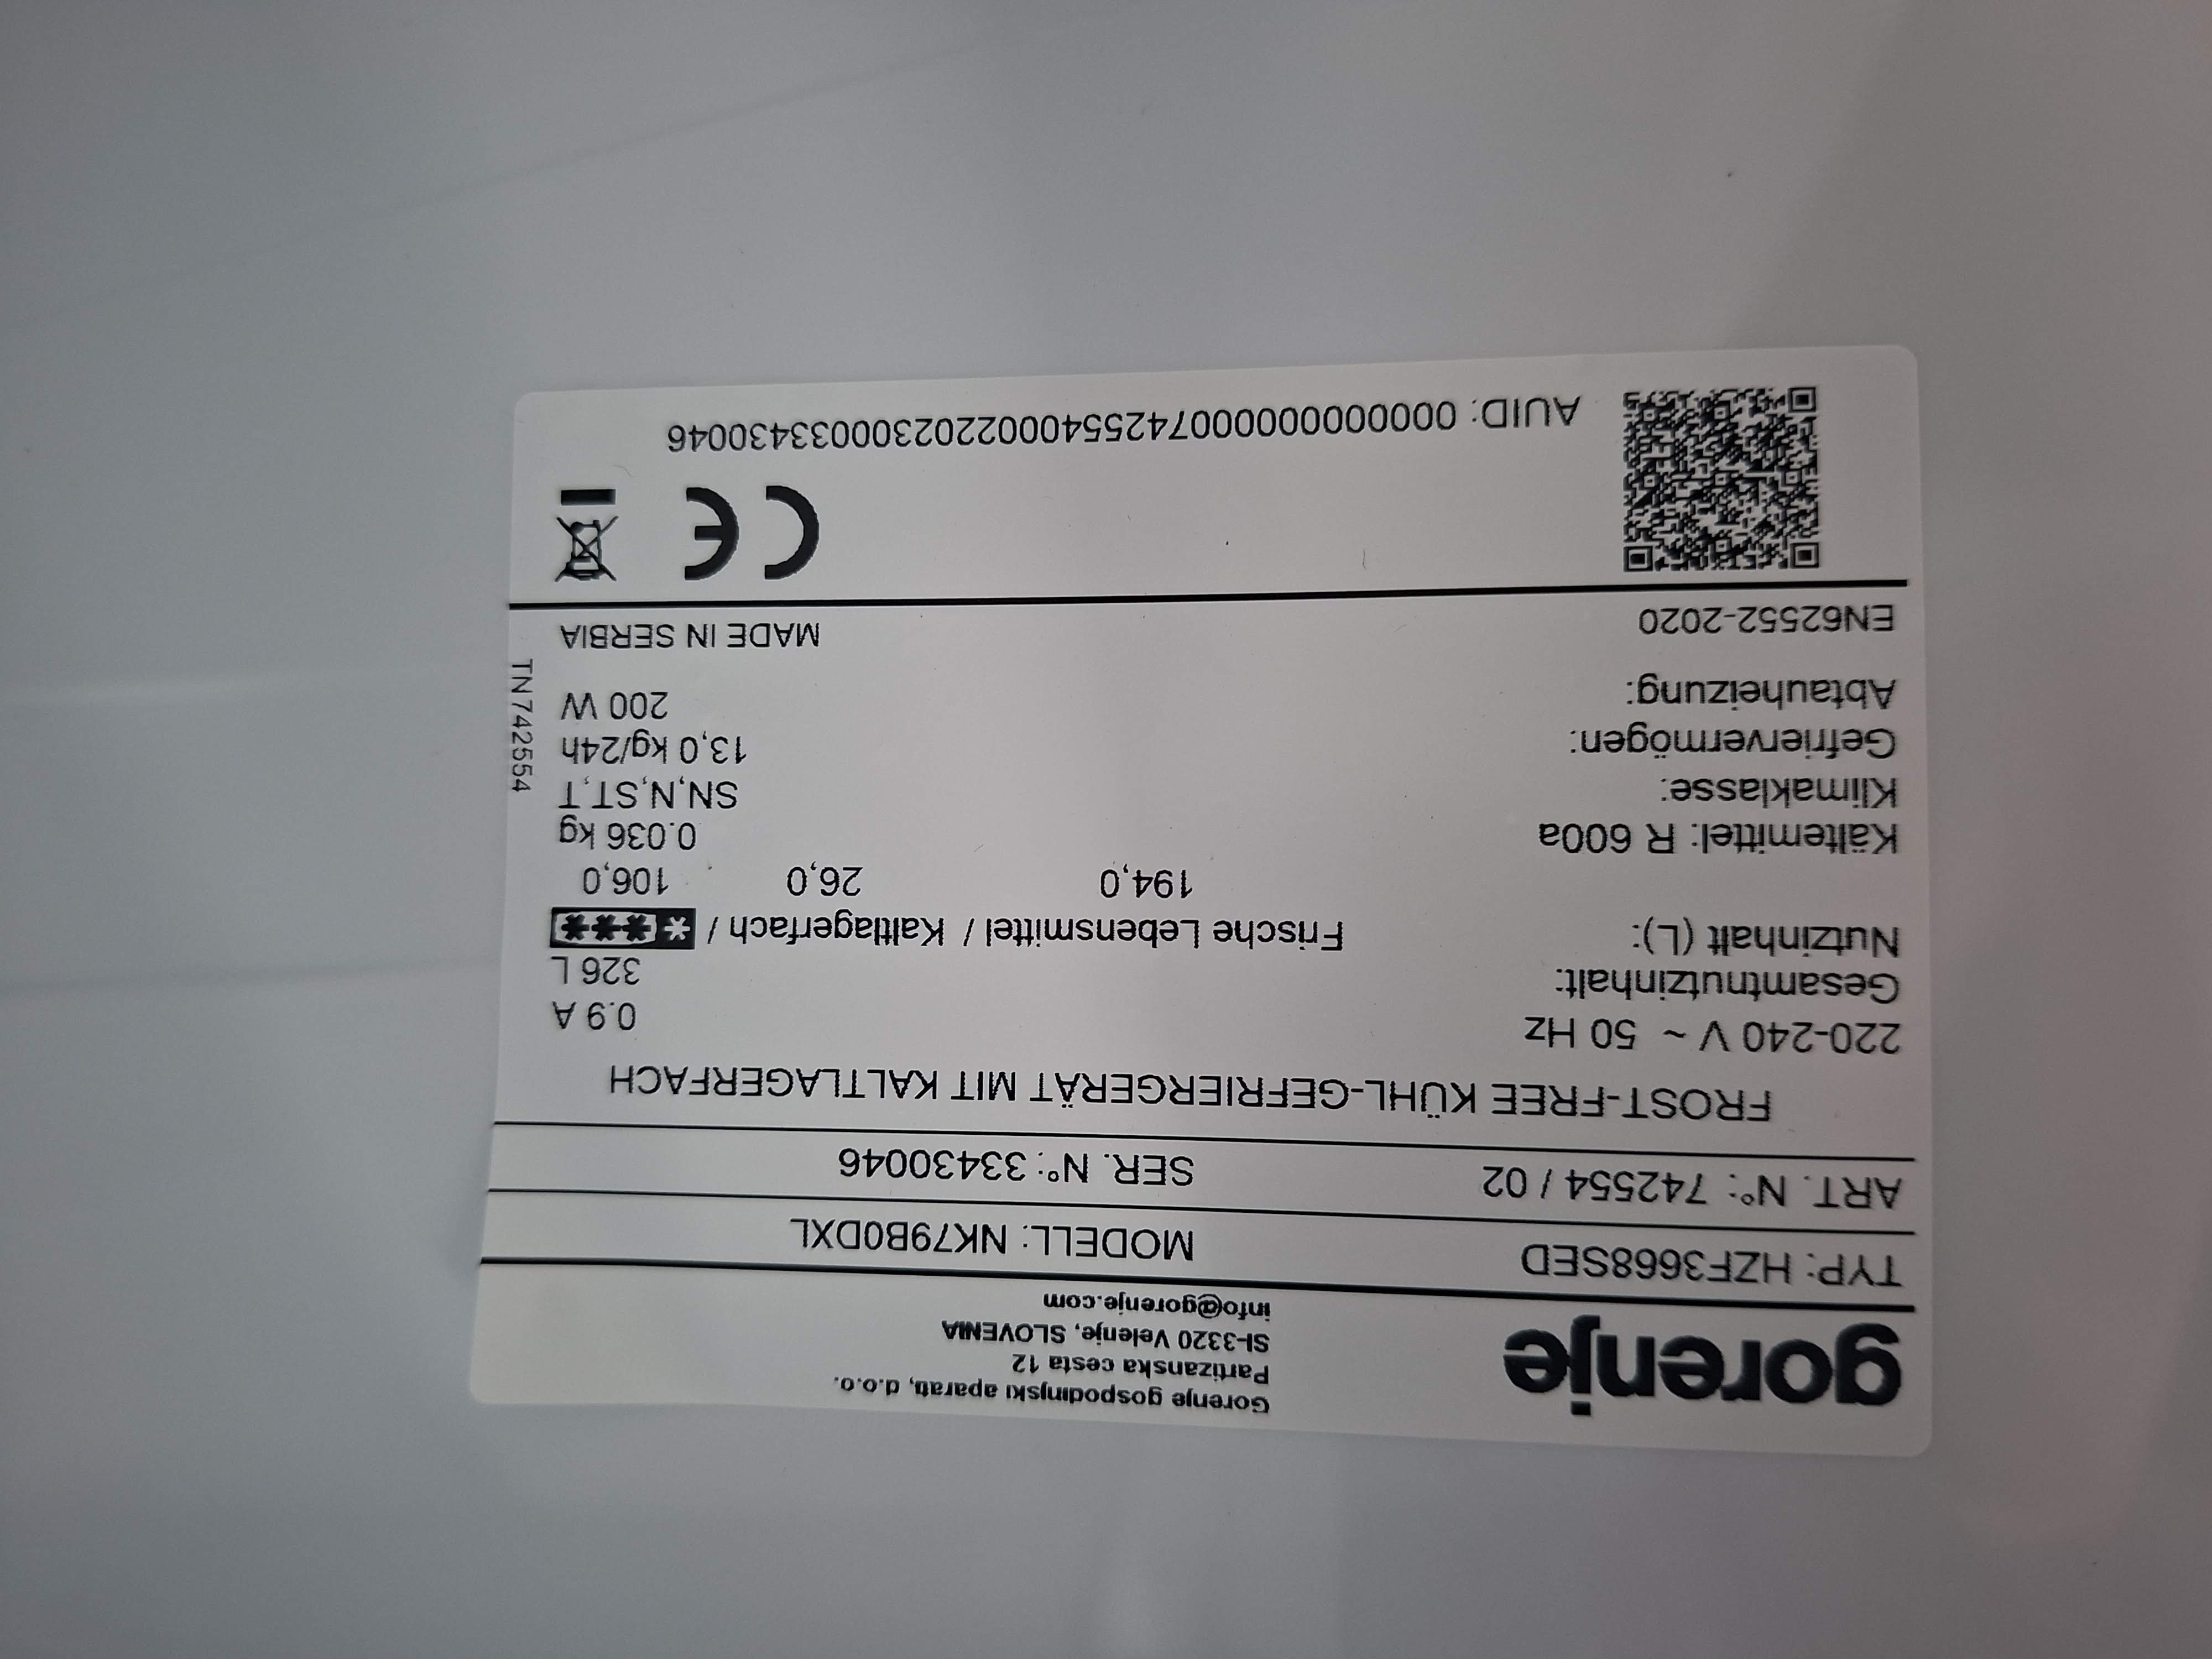 gorenje
Gorenje gospodinjski aparati, d.o.o.
Partizanska cesta 12
SI-3320 Velenje, SLOVENIA
info@gorenje.com
TYP: HZF3668SED MODELL: NK79B0DXL
ART. N°: 742554 / 02 SER. N°: 33430046
FROST-FREE KÜHL-GEFRIERGERÄT MIT KALTLAGERFACH
220-240 V ~ 50 Hz 0.9 A
Gesamtnutzinhalt: 326 L
Nutzinhalt (L): Frische Lebensmittel / Kaltlagerfach /
194,0 26,0 106,0
Kältemittel: R 600a 0.036 kg
Klimaklasse: SN,N,ST,T
Gefriervermögen: 13,0 kg/24h
Abtauheizung: 200 W
EN62552-2020 MADE IN SERBIA
TN 742554
CE
AUID: 0000000000007425540002202300033430046